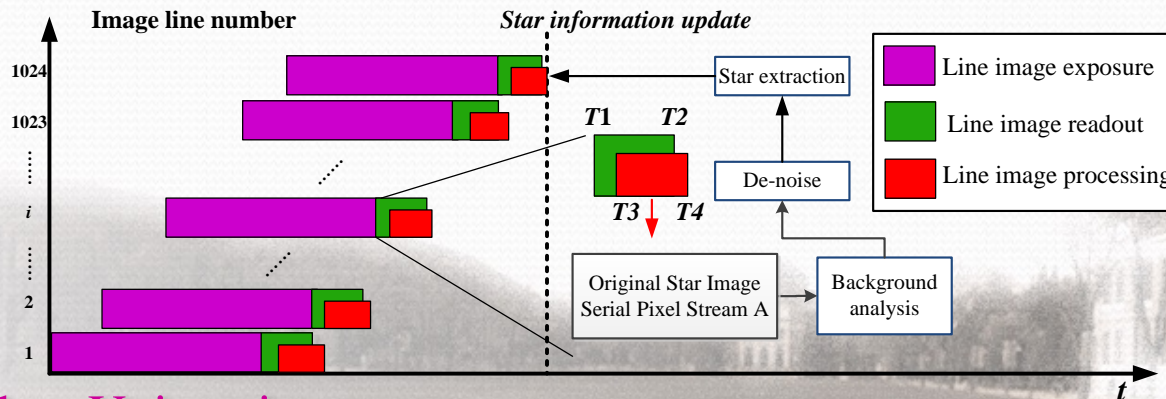 Image line number
Star information update
1024
1023
i
2
1
T1
T2
T3
T4
Star extraction
De-noise
Original Star Image
Serial Pixel Stream A
Background
analysis
Line image exposure
Line image readout
Line image processing
t